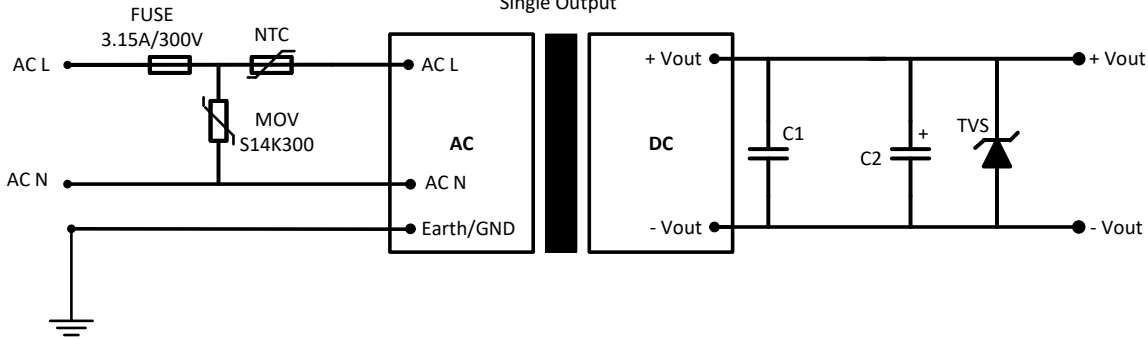 Single Output
FUSE
3.15A/300V
NTC
AC L
AC L
+ Vout
+ Vout
MOV
S14K300
AC
DC
C1
C2
+
TVS
AC N
AC N
Earth/GND
- Vout
- Vout